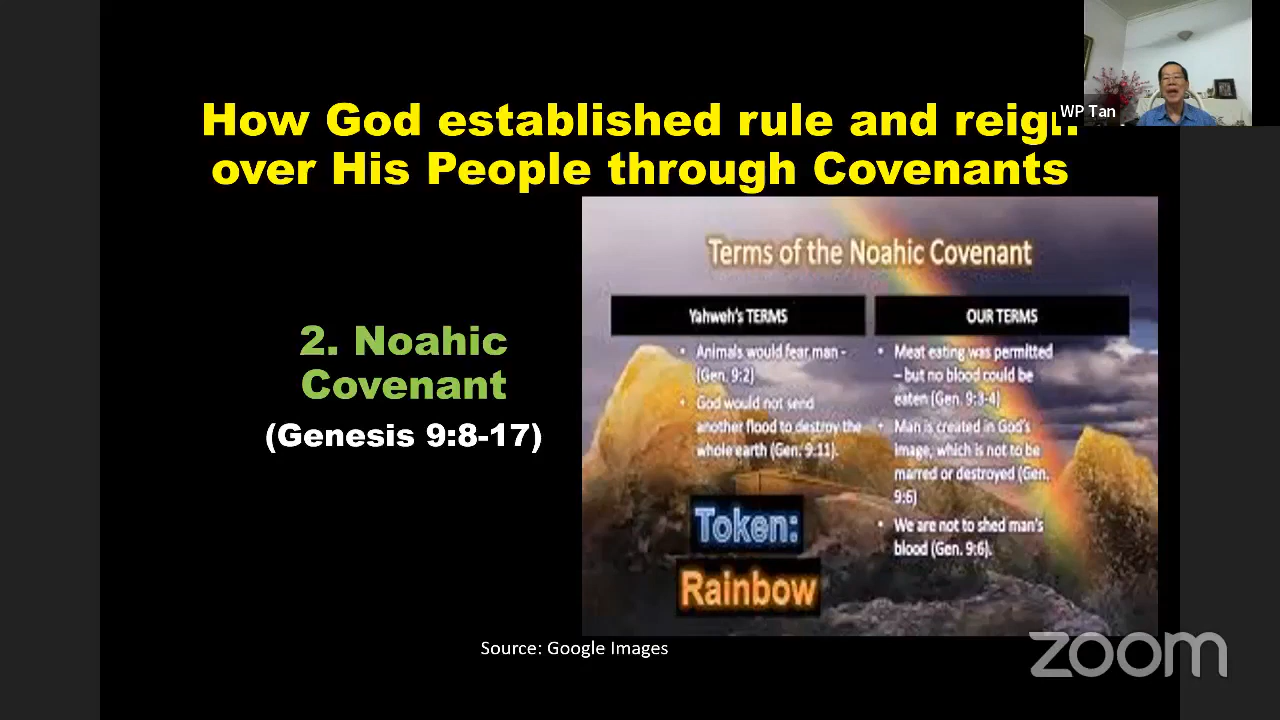 How God established rule and reign
over His People through Covenants
WP Tan
2. Noahic
Covenant
(Genesis 9:8-17)
Terms of the Noahic Covenant
Yahweh's TERMS
• Animals would fear man -
(Gen. 9:2)
• God would not send
another flood to destroy the
whole earth (Gen. 9:11).
Token:
Rainbow
OUR TERMS
• Meat eating was permitted
– but no blood could be
eaten (Gen. 9:3-4)
• Man is created in God's
image, which is not to be
marred or destroyed (Gen.
9:6)
• We are not to shed man's
blood (Gen. 9:6).
Source: Google Images
zoom